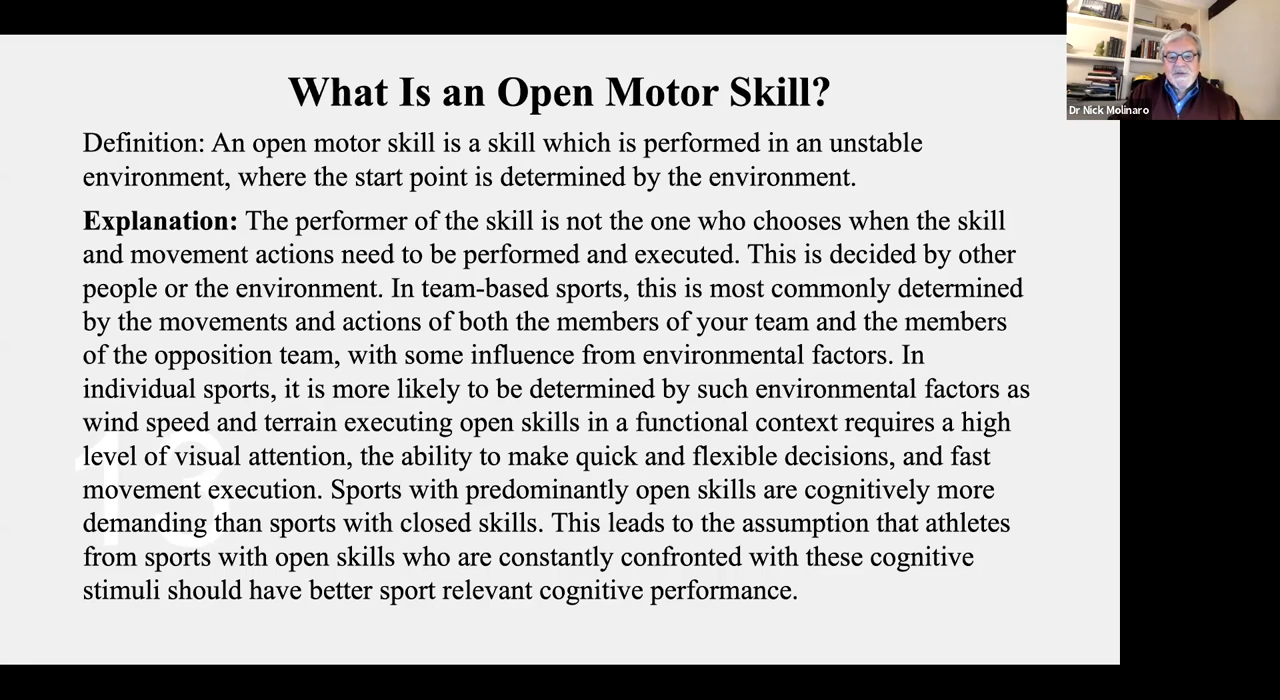 What Is an Open Motor Skill?
Definition: An open motor skill is a skill which is performed in an unstable
environment, where the start point is determined by the environment.
Explanation: The performer of the skill is not the one who chooses when the skill
and movement actions need to be performed and executed. This is decided by other
people or the environment. In team-based sports, this is most commonly determined
by the movements and actions of both the members of your team and the members
of the opposition team, with some influence from environmental factors. In
individual sports, it is more likely to be determined by such environmental factors as
wind speed and terrain executing open skills in a functional context requires a high
level of visual attention, the ability to make quick and flexible decisions, and fast
movement execution. Sports with predominantly open skills are cognitively more
demanding than sports with closed skills. This leads to the assumption that athletes
from sports with open skills who are constantly confronted with these cognitive
stimuli should have better sport relevant cognitive performance.
13
Dr Nick Molinaro